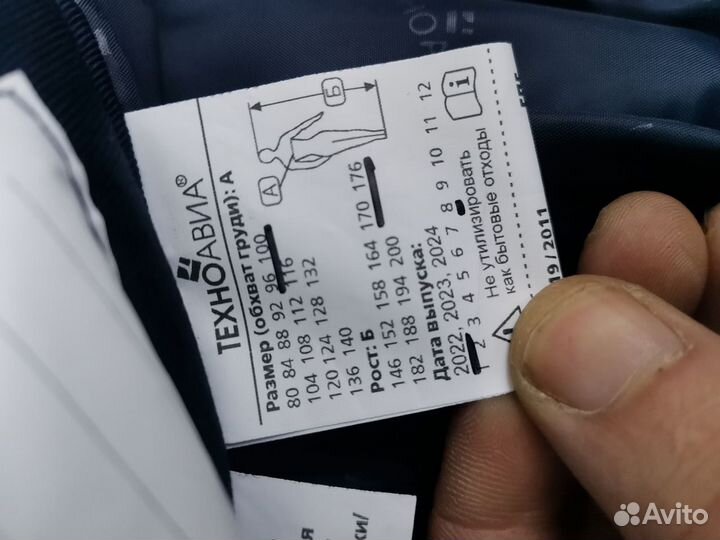 ТЕХНОАВИА®
Размер (обхват груди): А
80 84 88 92 96 100
104 108 112 116
120 124 128 132
136 140
Рост: Б
146 152 158 164 170 176
182 188 194 200
Дата выпуска:
2022, 2023, 2024
1 2 3 4 5 6 7 8 9 10 11 12
А
Б
i
Не утилизировать
как бытовые отходы
19/2011
Avito